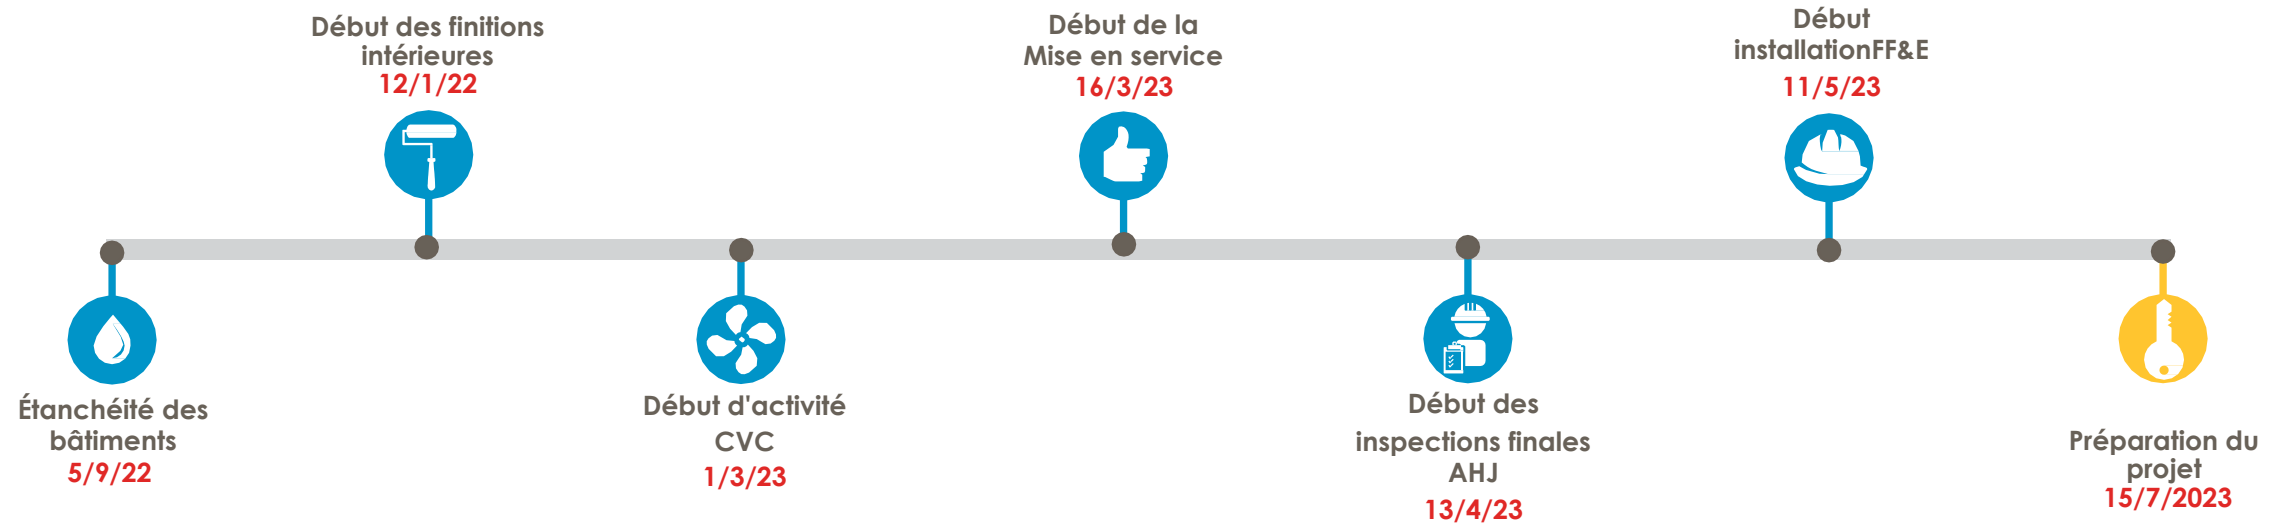 Étanchéité des
bâtiments
5/9/22
Début des finitions
intérieures
12/1/22
Début d'activité
CVC
1/3/23
Début de la
Mise en service
16/3/23
Début des
inspections finales
AHJ
13/4/23
Début
installationFF&E
11/5/23
Préparation du
projet
15/7/2023